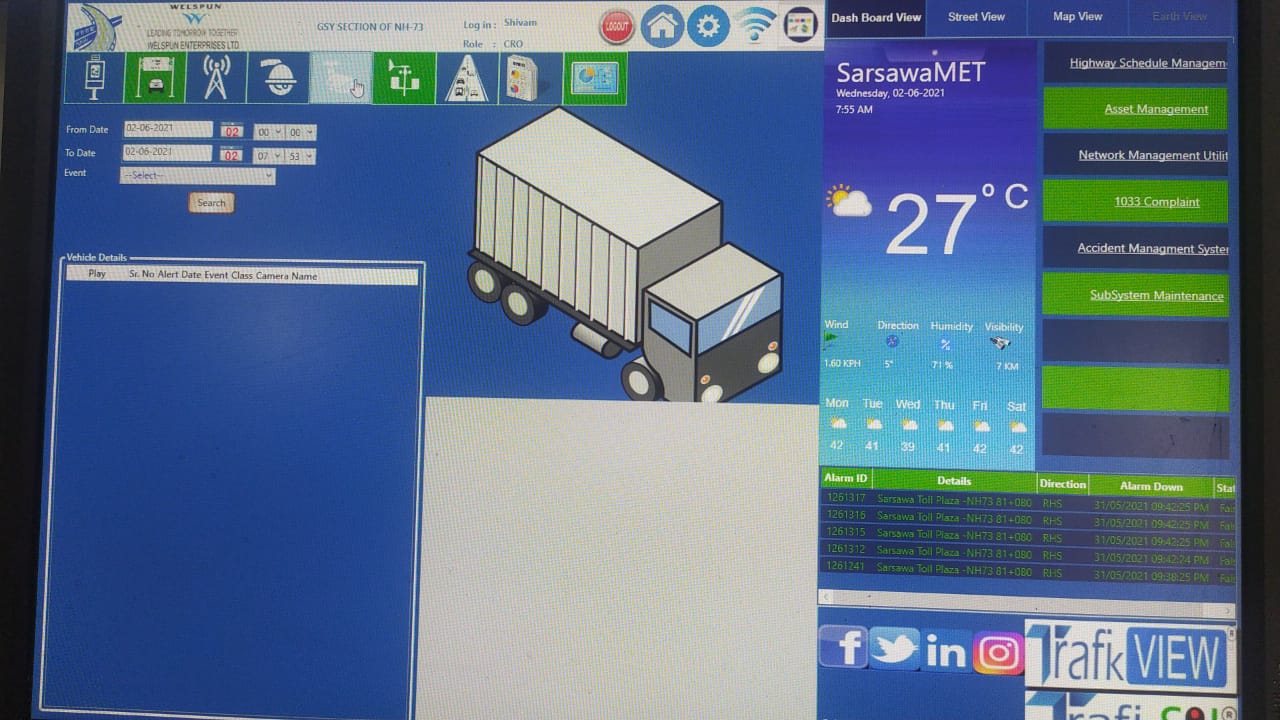 WELSPUN
LEADING TOMORROW TOGETHER
WELSPUN ENTERPRISES LTD
GSY SECTION OF NH-73
Log in : Shivam
Role : CRO
LOGOUT
Dash Board View
Street View
Map View
Earth View
From Date 02-06-2021 02 00 00
To Date 02-06-2021 02 07 53
Event --Select--
Search
Vehicle Details
Play Sr. No Alert Date Event Class Camera Name
SarsawaMET
Wednesday, 02-06-2021
7:55 AM
27° C
Wind Direction Humidity Visibility
%
1.60 KPH 5° 71 % 7 KM
Mon Tue Wed Thu Fri Sat
42 41 39 41 42 42
Highway Schedule Managem
Asset Management
Network Management Utilit
1033 Complaint
Accident Managment System
SubSystem Maintenance
Alarm ID Details Direction Alarm Down Stat
1261317 Sarsawa Toll Plaza -NH73 81+080 RHS 31/05/2021 09:42:25 PM Fals
1261316 Sarsawa Toll Plaza -NH73 81+080 RHS 31/05/2021 09:42:25 PM Fals
1261315 Sarsawa Toll Plaza -NH73 81+080 RHS 31/05/2021 09:42:25 PM Fals
1261312 Sarsawa Toll Plaza -NH73 81+080 RHS 31/05/2021 09:42:24 PM Fals
1261241 Sarsawa Toll Plaza -NH73 81+080 RHS 31/05/2021 09:38:25 PM Fals
f in TrafikVIEW ®